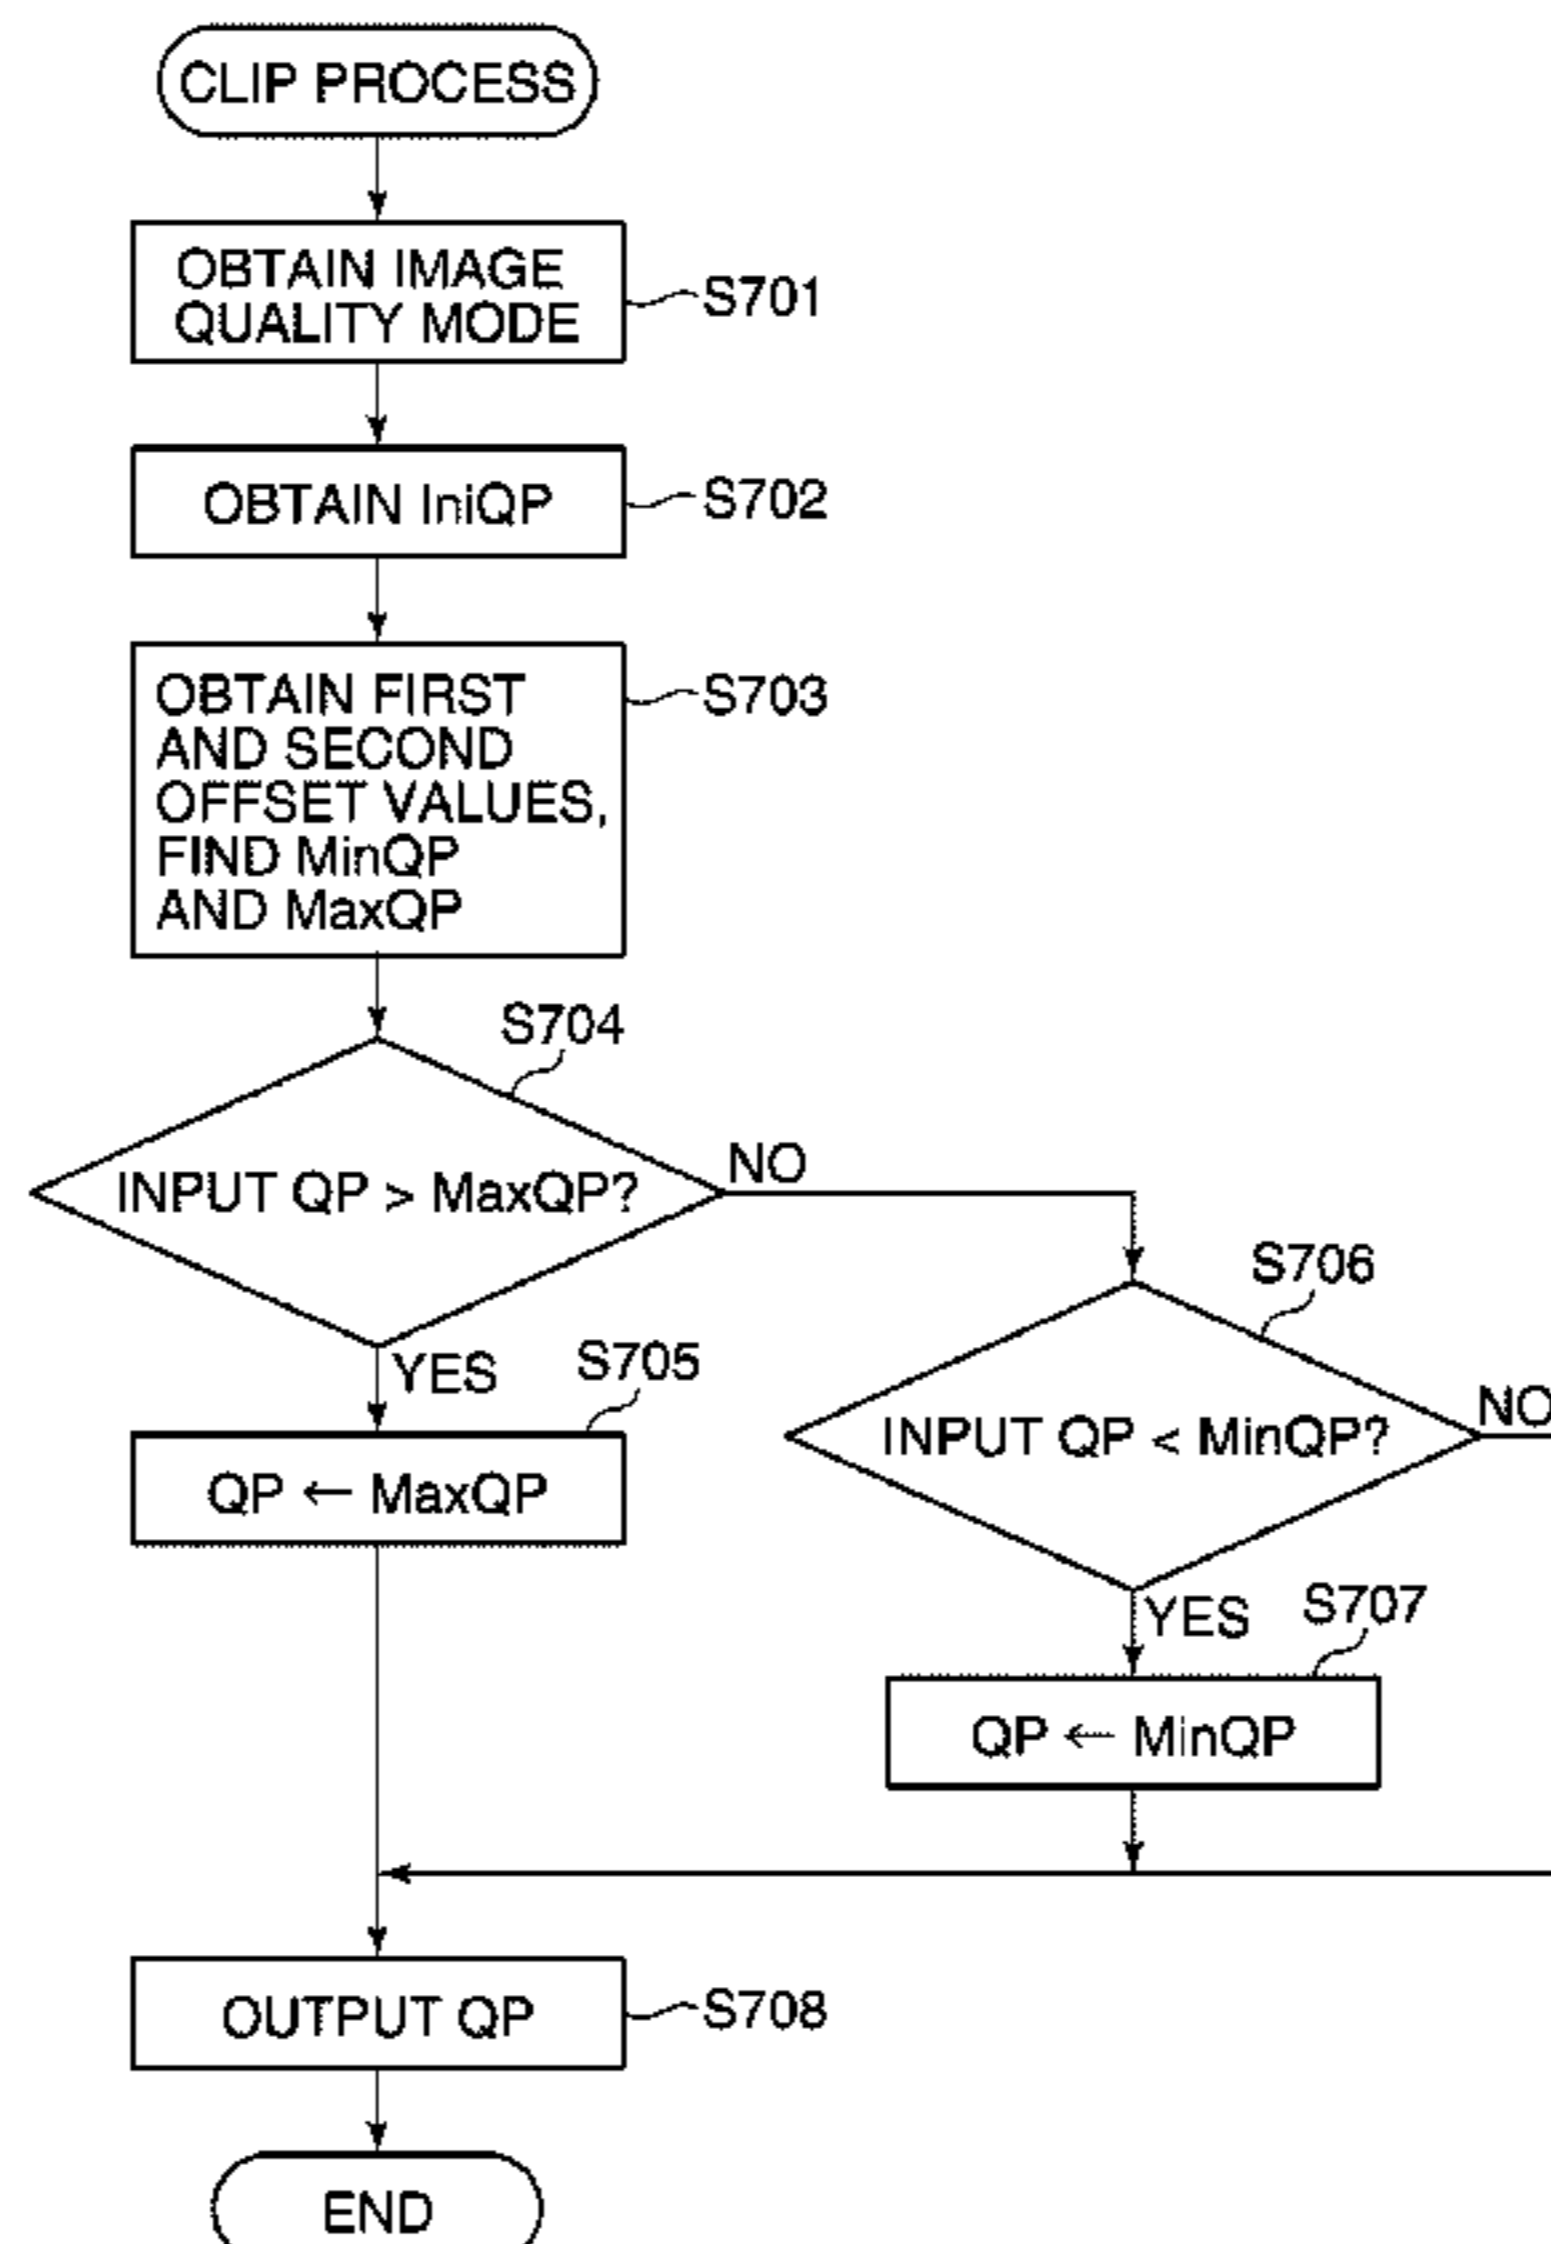 CLIP PROCESS
OBTAIN IMAGE
QUALITY MODE
S701
OBTAIN IniQP
S702
OBTAIN FIRST
AND SECOND
OFFSET VALUES,
FIND MinQP
AND MaxQP
S703
S704
INPUT QP > MaxQP?
NO
YES
S705
QP ← MaxQP
S706
INPUT QP < MinQP?
NO
YES
S707
QP ← MinQP
OUTPUT QP
S708
END